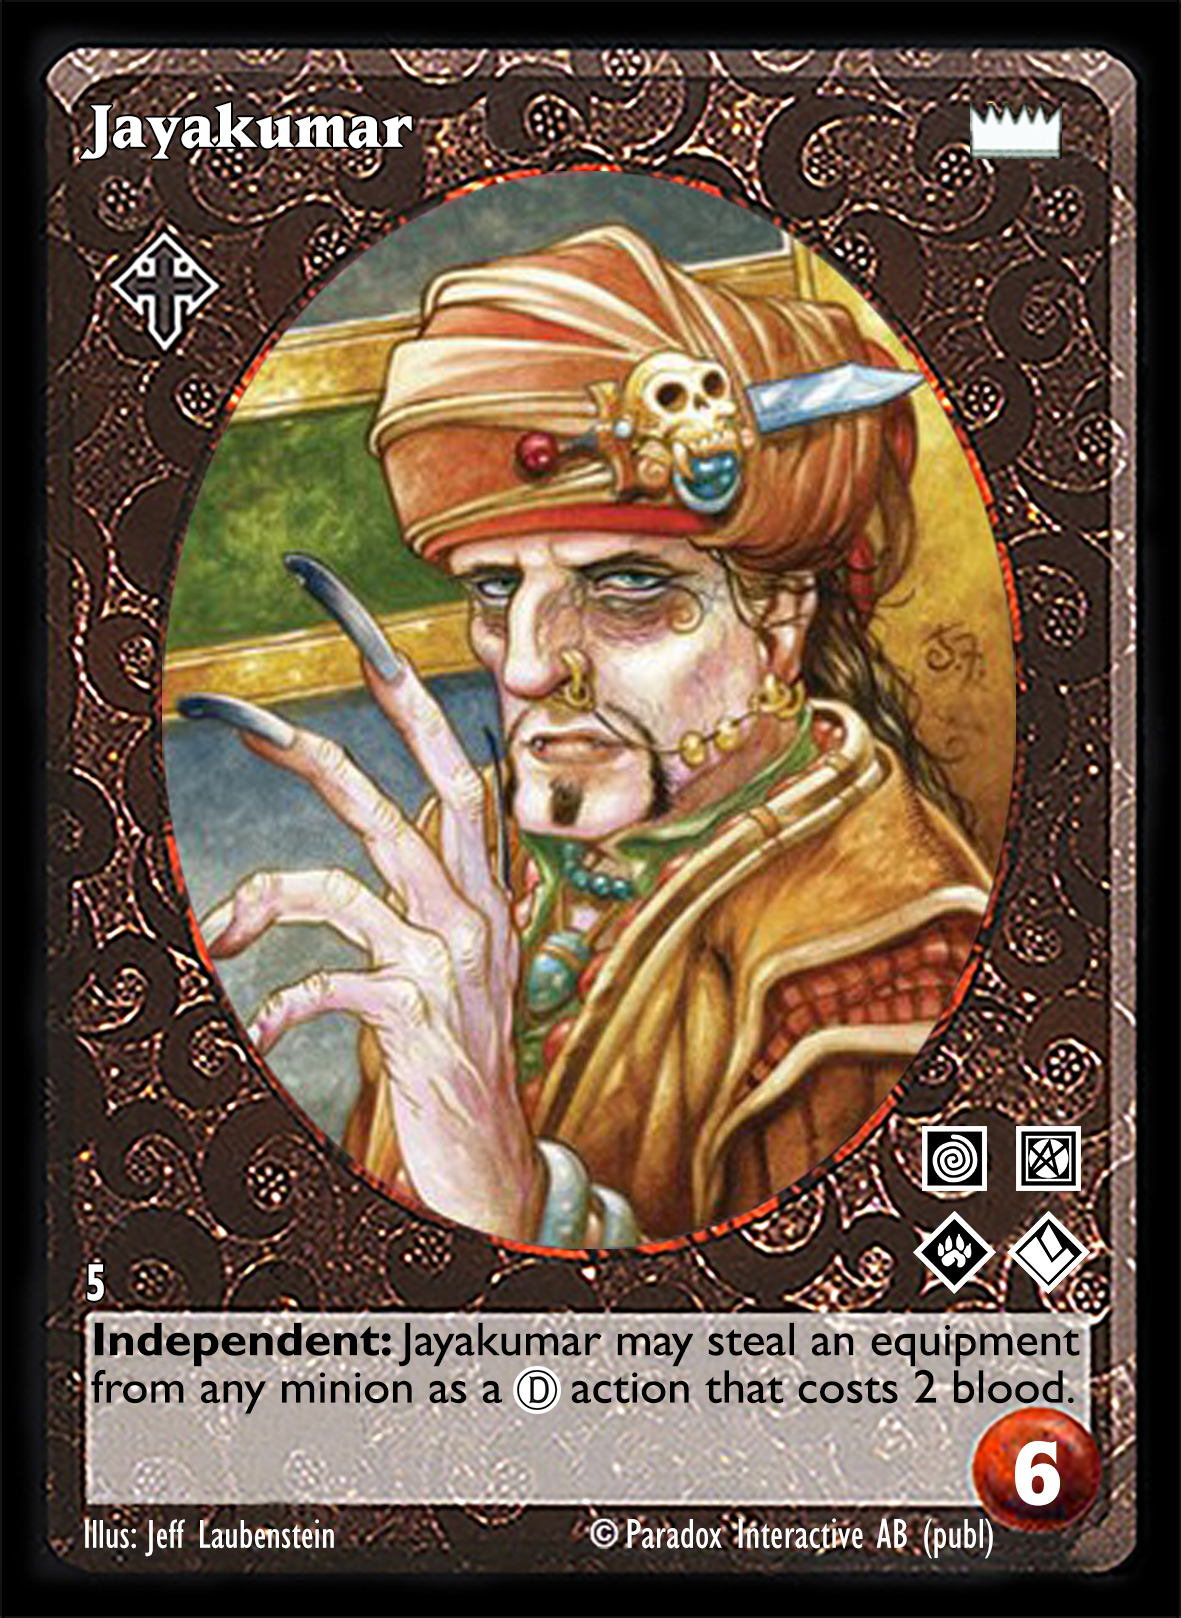 Jayakumar
5
Independent: Jayakumar may steal an equipment
from any minion as a Ⓓ action that costs 2 blood.
6
Illus: Jeff Laubenstein © Paradox Interactive AB (publ)